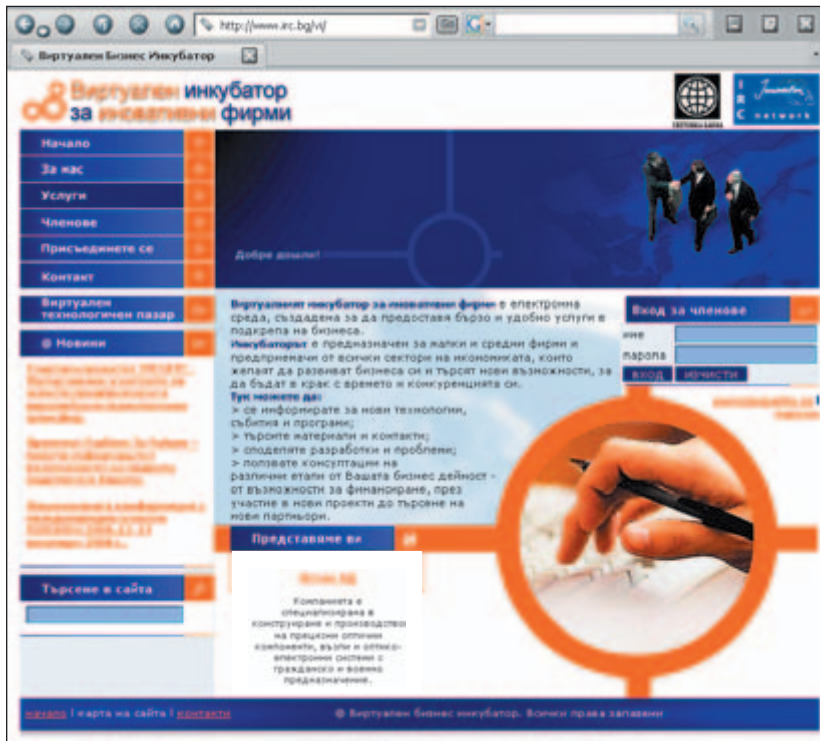 http://www.irc.bg/vi/
Виртуален Бизнес Инкубатор
Виртуален инкубатор
за иновативни фирми
IRC network
Начало
За нас
Услуги
Членове
Присъединете се
Контакт
Виртуален
технологичен пазар
@ Новини
Търсене в сайта
Добре дошли!
Виртуалният инкубатор за иновативни фирми е електронна
среда, създадена за да предоставя бързо и удобно услуги в
подкрепа на бизнеса.
Инкубаторът е предназначен за малки и средни фирми и
предприемачи от всички сектори на икономиката, които
желаят да развиват бизнеса си и търсят нови възможности, за
да бъдат в крак с времето и конкуренцията си.
Тук можете да:
> се информирате за нови технологии,
събития и програми;
> търсите материали и контакти;
> споделяте разработки и проблеми;
> ползвате консултации на
различни етапи от Вашата бизнес дейност -
от възможности за финансиране, през
участие в нови проекти до търсене на
нови партньори.
Представяме ви
Компанията е
специализирана в
конструиране и производство
на прецизни оптични
компоненти, възли и оптико-
електронни системи с
гражданско и военно
предназначение.
Вход за членове
име
парола
вход изчисти
начало | карта на сайта | контакти
@ Виртуален бизнес инкубатор. Всички права запазени